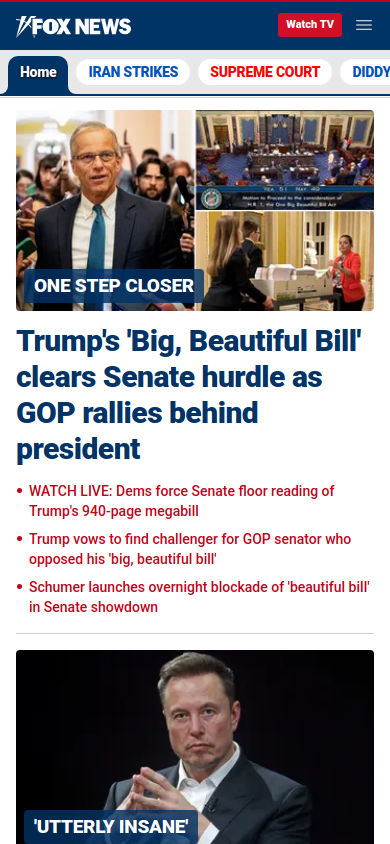 FOX NEWS
Watch TV
Home
IRAN STRIKES
SUPREME COURT
DIDDY
YEA 51 NAY 49
Motion to Proceed to the consideration of
H.R. 1, the One Big Beautiful Bill Act
ONE STEP CLOSER
Trump's 'Big, Beautiful Bill'
clears Senate hurdle as
GOP rallies behind
president
WATCH LIVE: Dems force Senate floor reading of
Trump's 940-page megabill
Trump vows to find challenger for GOP senator who
opposed his 'big, beautiful bill'
Schumer launches overnight blockade of 'beautiful bill'
in Senate showdown
'UTTERLY INSANE'